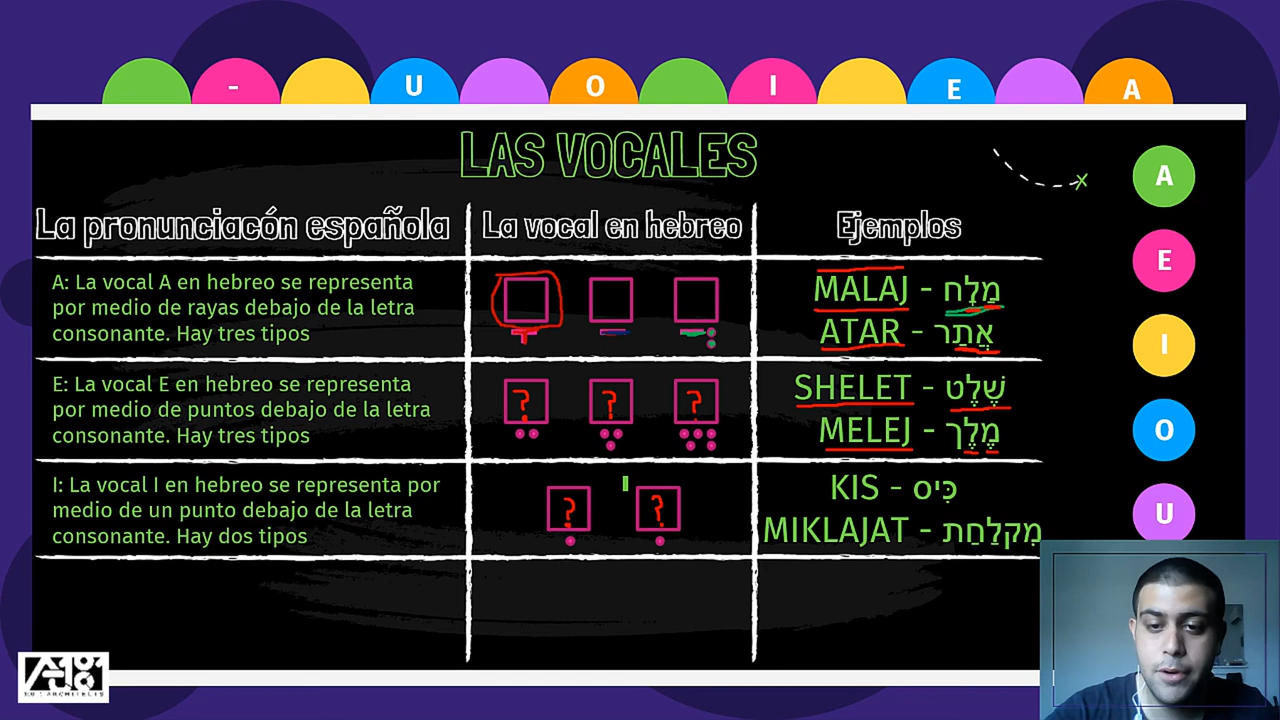 - U O I E A
LAS VOCALES
La pronunciacón española
La vocal en hebreo
Ejemplos
A: La vocal A en hebreo se representa
por medio de rayas debajo de la letra
consonante. Hay tres tipos
MALAJ - מַלָּח
ATAR - אֲתַר
E: La vocal E en hebreo se representa
por medio de puntos debajo de la letra
consonante. Hay tres tipos
? ? ?
SHELET - שֶׁלֶט
MELEJ - מֶלֶך
I: La vocal I en hebreo se representa por
medio de un punto debajo de la letra
consonante. Hay dos tipos
? ?
KIS - כִּיס
MIKLAJAT - מִקלַחַת
A
E
I
O
U